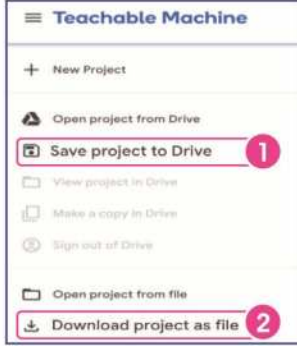 Teachable Machine
New Project
Open project from Drive
Save project to Drive 1
View project in Drive
Make a copy in Drive
Sign out of Drive
Open project from file
Download project as file 2